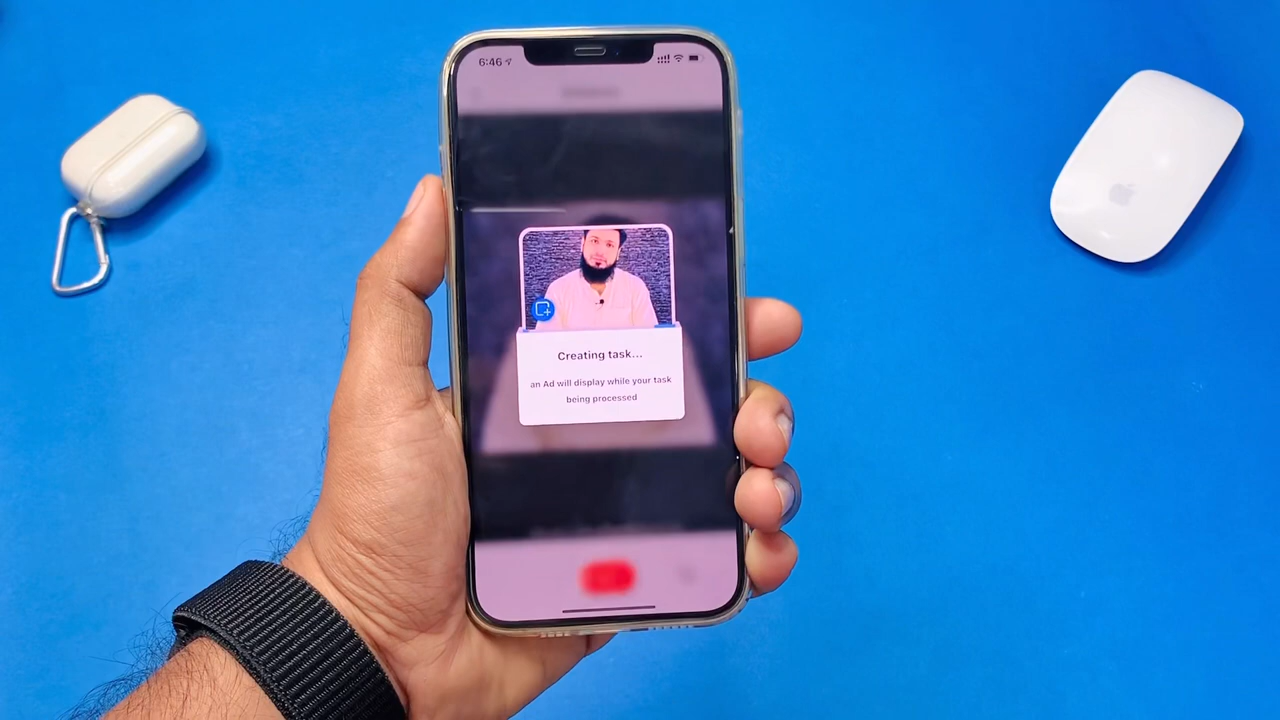 6:46
Creating task...
an Ad will display while your task
being processed